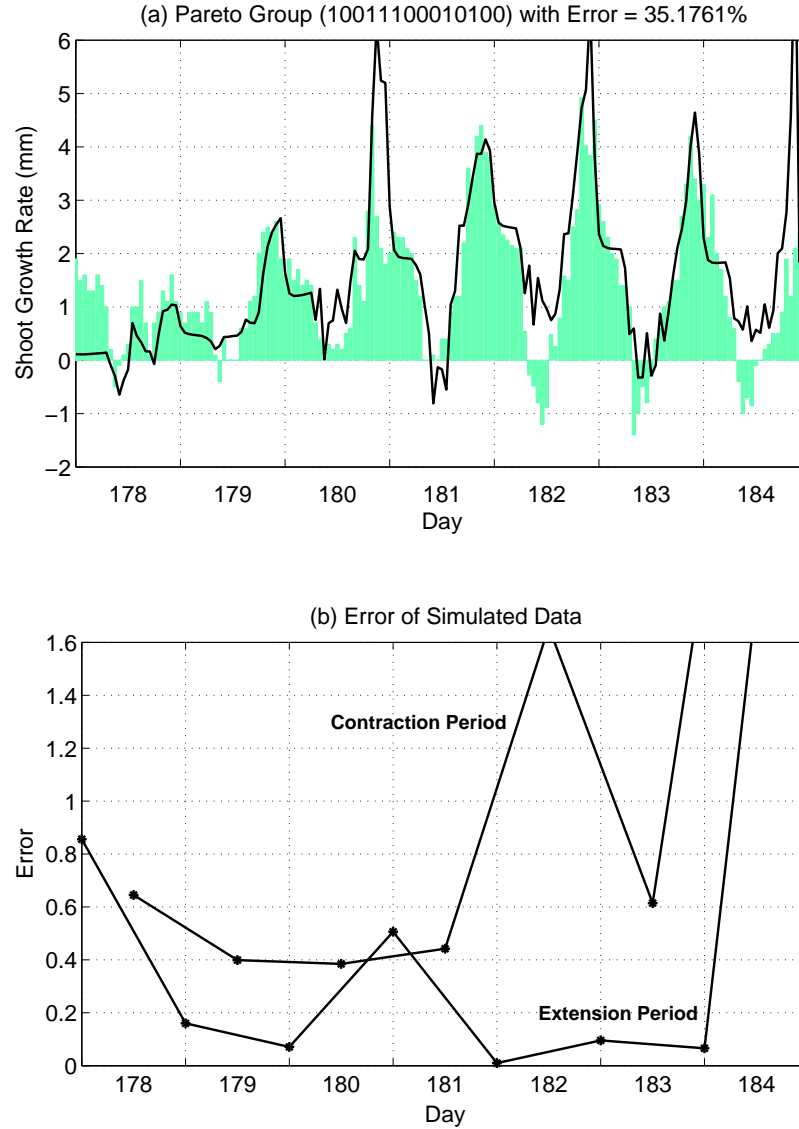 (a) Pareto Group (10011100010100) with Error = 35.1761%
6
5
4
3
2
1
0
−1
−2
Shoot Growth Rate (mm)
178 179 180 181 182 183 184
Day
(b) Error of Simulated Data
1.6
1.4
1.2
1
0.8
0.6
0.4
0.2
0
Error
Contraction Period
Extension Period
178 179 180 181 182 183 184
Day